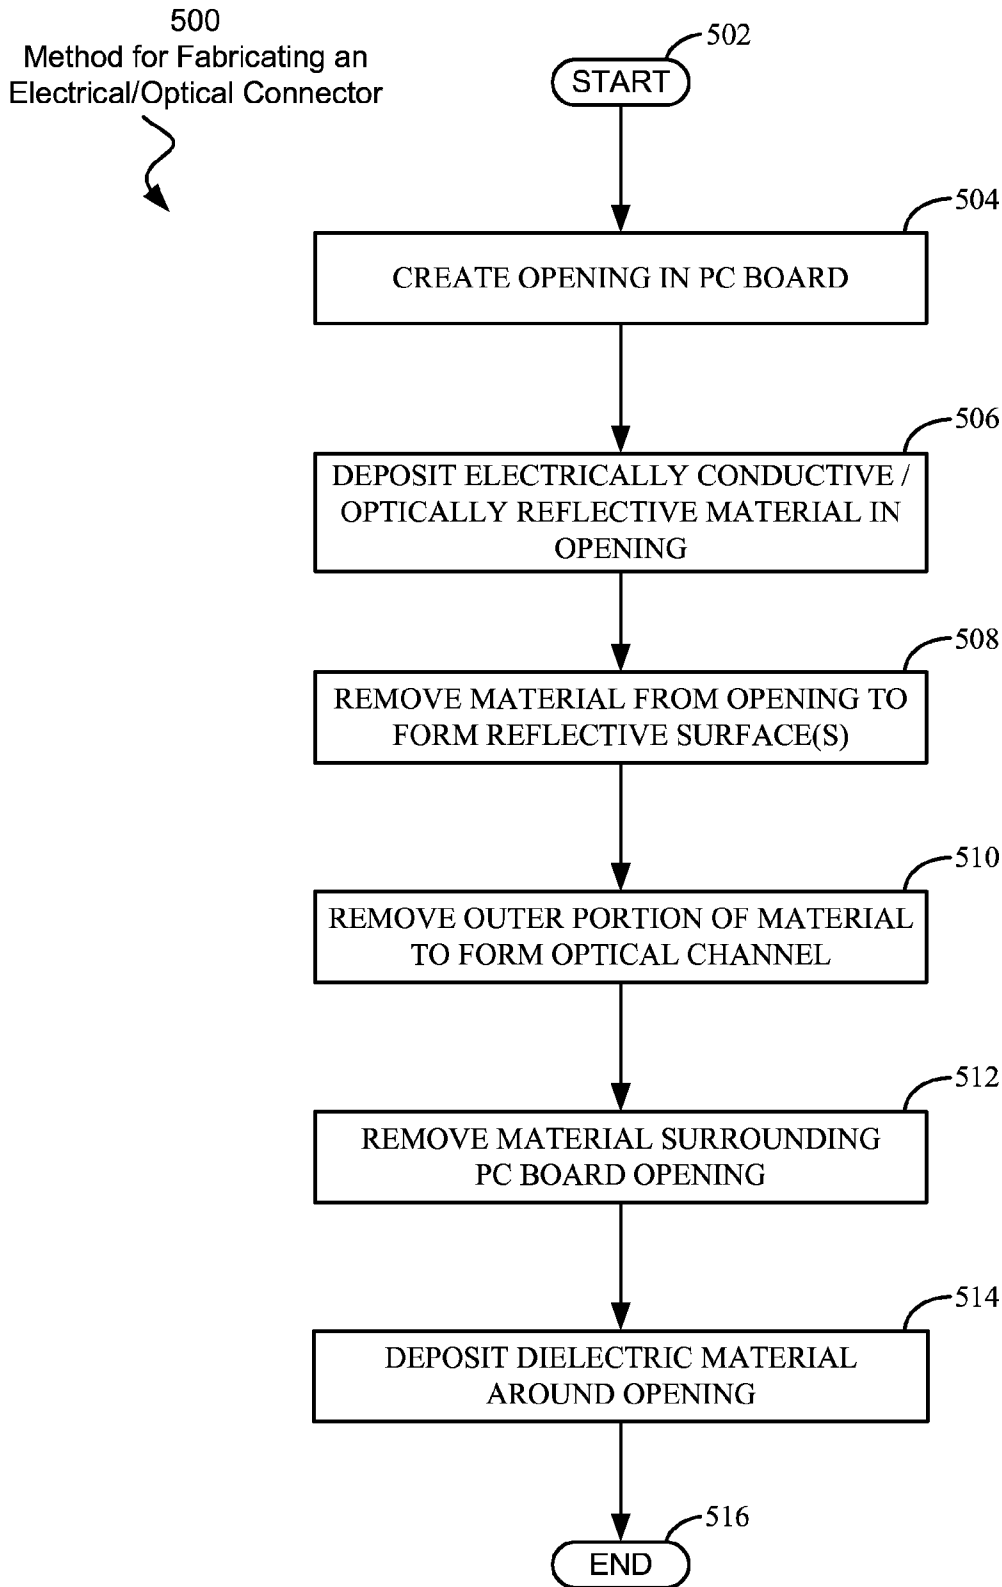 500
Method for Fabricating an
Electrical/Optical Connector
502
START
504
CREATE OPENING IN PC BOARD
506
DEPOSIT ELECTRICALLY CONDUCTIVE /
OPTICALLY REFLECTIVE MATERIAL IN
OPENING
508
REMOVE MATERIAL FROM OPENING TO
FORM REFLECTIVE SURFACE(S)
510
REMOVE OUTER PORTION OF MATERIAL
TO FORM OPTICAL CHANNEL
512
REMOVE MATERIAL SURROUNDING
PC BOARD OPENING
514
DEPOSIT DIELECTRIC MATERIAL
AROUND OPENING
516
END